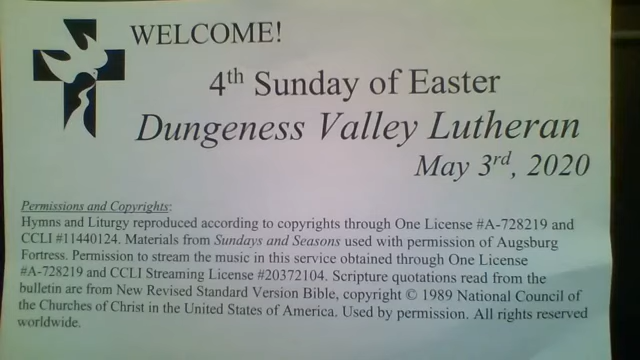 WELCOME!
4th Sunday of Easter
Dungeness Valley Lutheran
May 3rd, 2020
Permissions and Copyrights:
Hymns and Liturgy reproduced according to copyrights through One License #A-728219 and
CCLI #11440124. Materials from Sundays and Seasons used with permission of Augsburg
Fortress. Permission to stream the music in this service obtained through One License
#A-728219 and CCLI Streaming License #20372104. Scripture quotations read from the
bulletin are from New Revised Standard Version Bible, copyright © 1989 National Council of
the Churches of Christ in the United States of America. Used by permission. All rights reserved
worldwide.